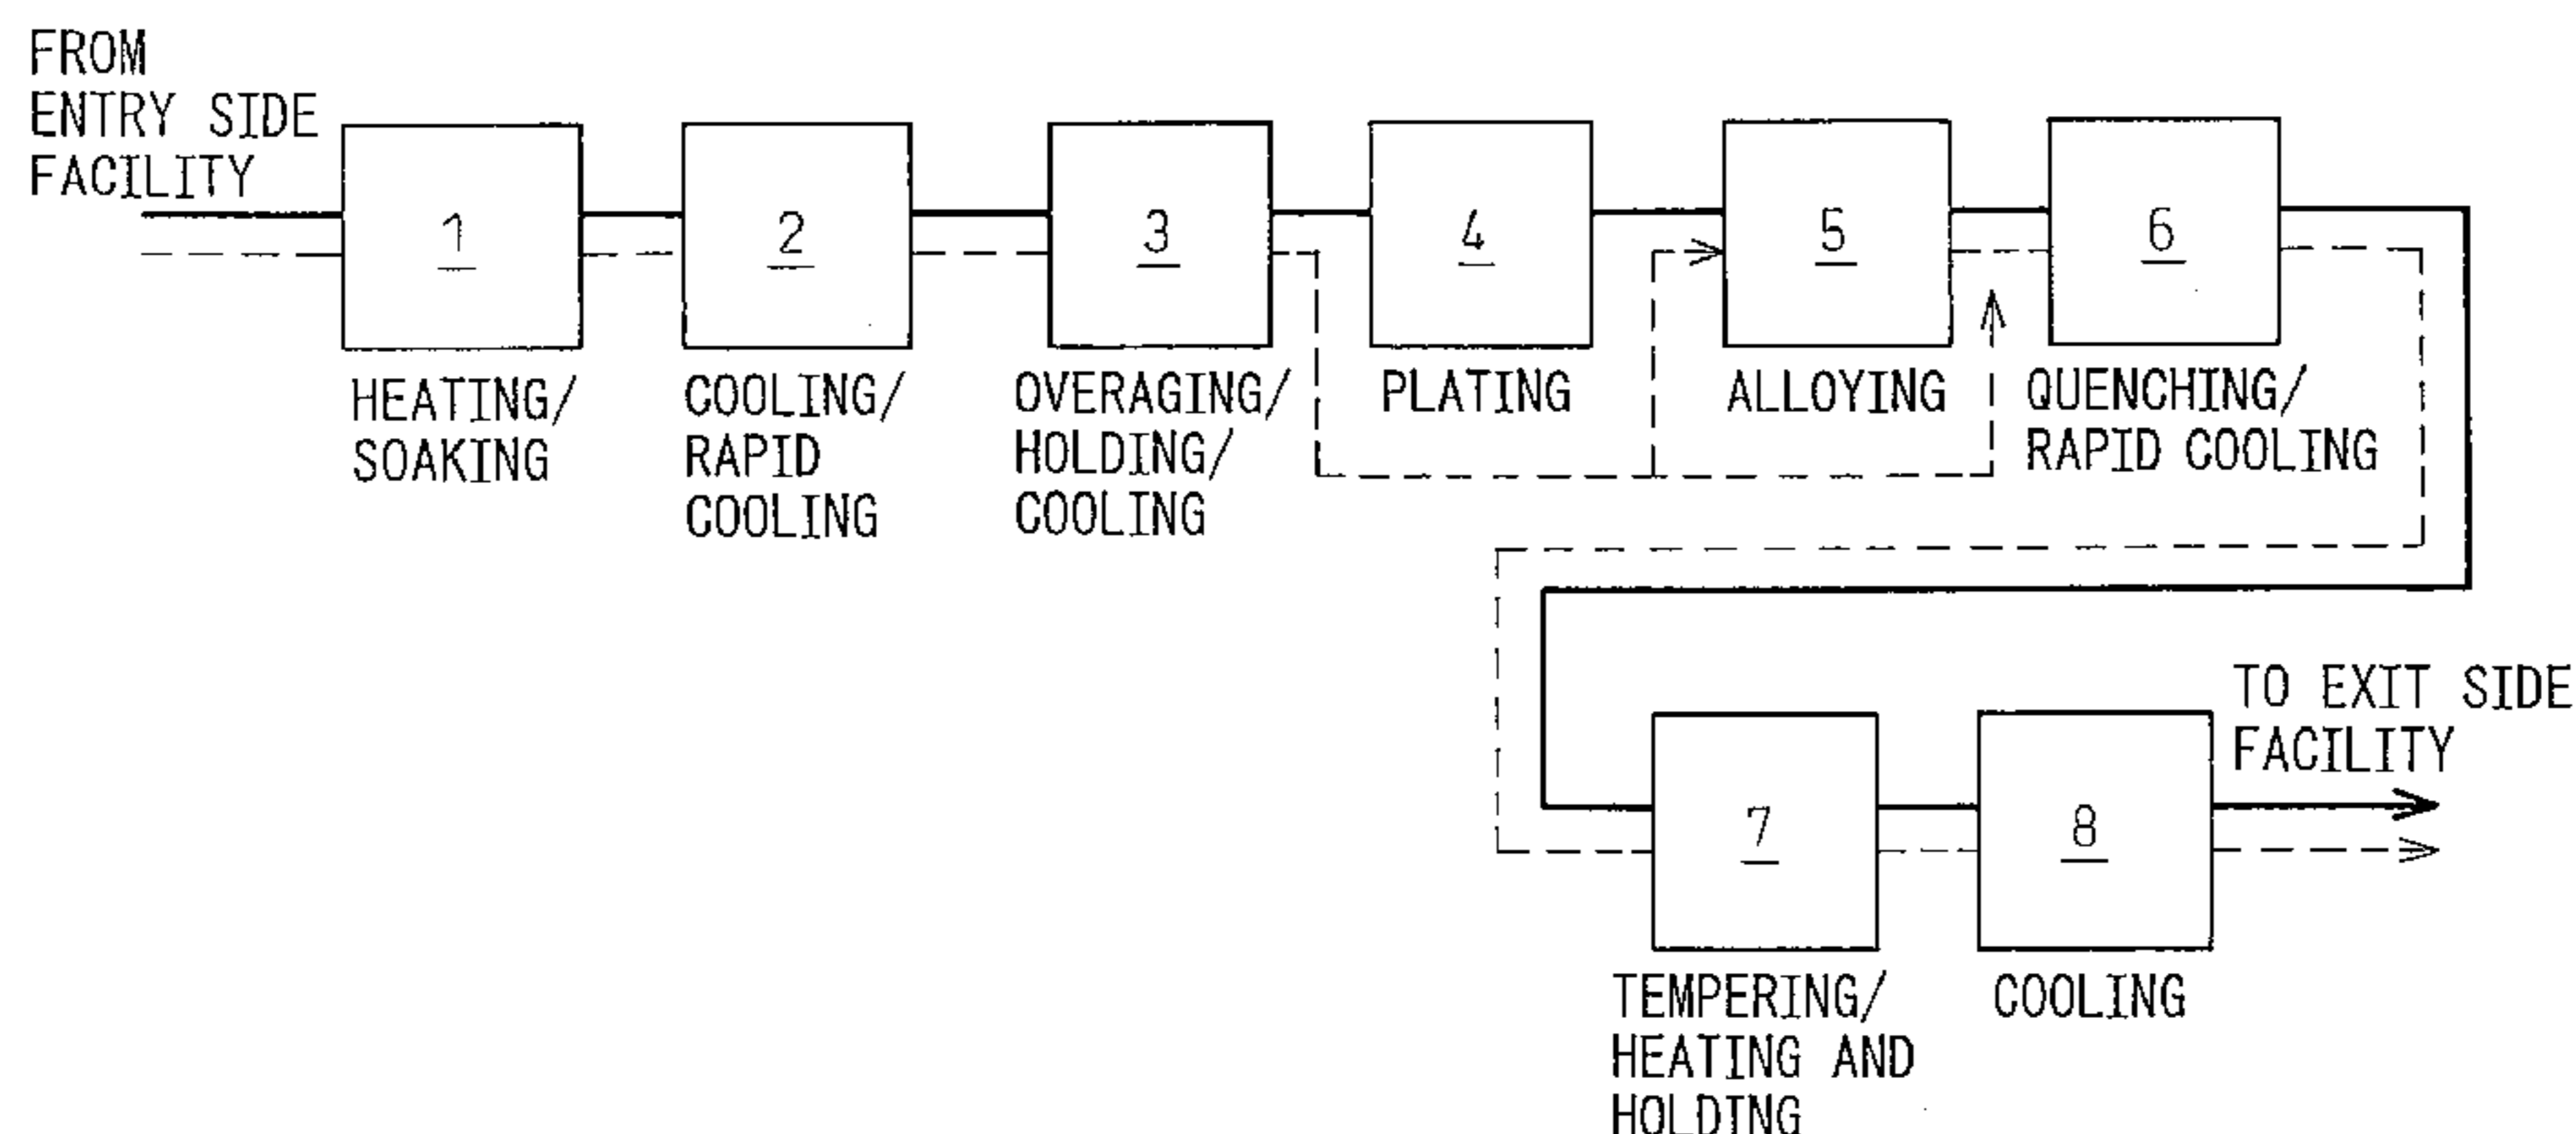 FROM
ENTRY SIDE
FACILITY
1
2
3
4
5
6
HEATING/
SOAKING
COOLING/
RAPID
COOLING
OVERAGING/
HOLDING/
COOLING
PLATING
ALLOYING
QUENCHING/
RAPID COOLING
TO EXIT SIDE
FACILITY
7
8
TEMPERING/
HEATING AND
HOLDING
COOLING